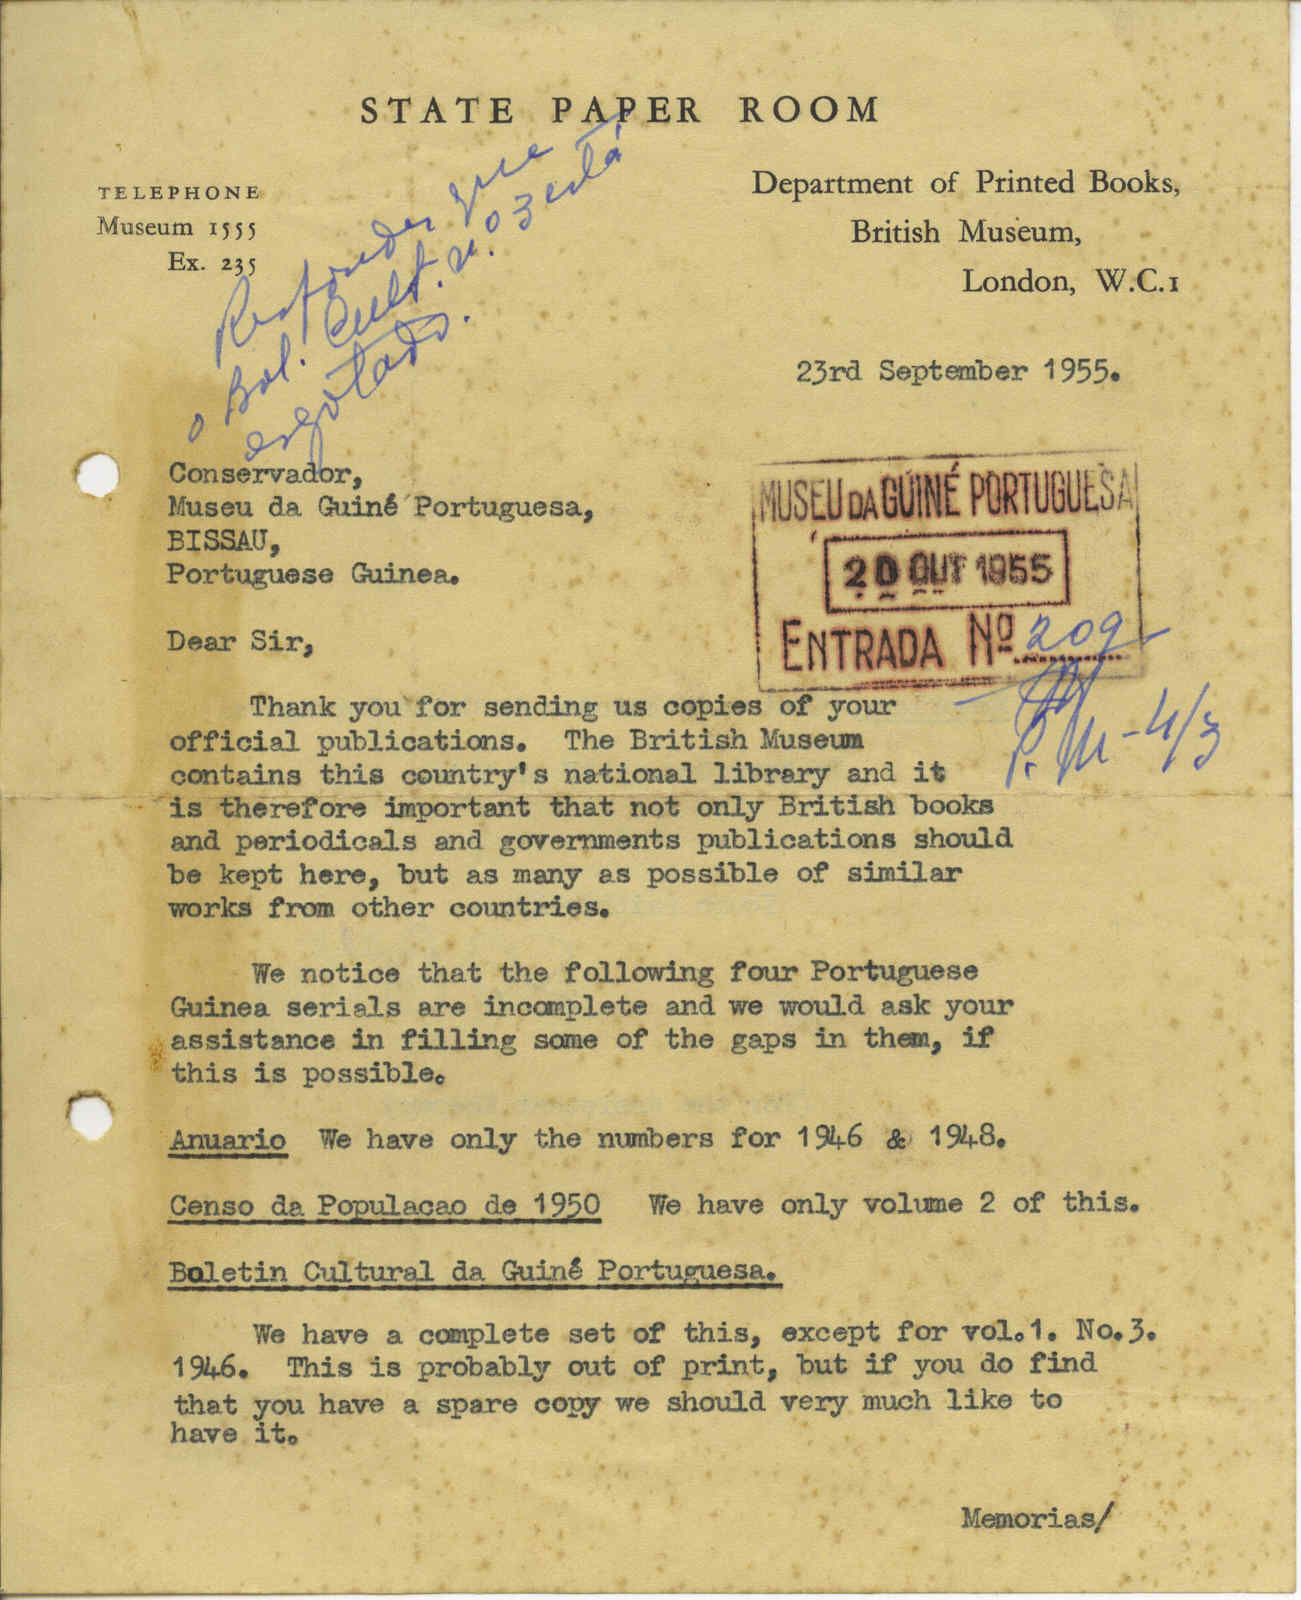 STATE PAPER ROOM
TELEPHONE
Museum 1555
Ex. 235
Department of Printed Books,
British Museum,
London, W.C.1
Responder que
o Bol. Cult. n.o 3 está
esgotado.
23rd September 1955.
Conservador,
Museu da Guiné Portuguesa,
BISSAU,
Portuguese Guinea.
MUSEU DA GUINÉ PORTUGUESA
20 OUT 1955
ENTRADA Nº 209
Dear Sir,
Thank you for sending us copies of your
official publications. The British Museum
contains this country's national library and it
is therefore important that not only British books
and periodicals and governments publications should
be kept here, but as many as possible of similar
works from other countries.
P. M-4/3
We notice that the following four Portuguese
Guinea serials are incomplete and we would ask your
assistance in filling some of the gaps in them, if
this is possible.
Anuario We have only the numbers for 1946 & 1948.
Censo da Populacao de 1950 We have only volume 2 of this.
Boletin Cultural da Guiné Portuguesa.
We have a complete set of this, except for vol.1. No.3.
1946. This is probably out of print, but if you do find
that you have a spare copy we should very much like to
have it.
Memorias/